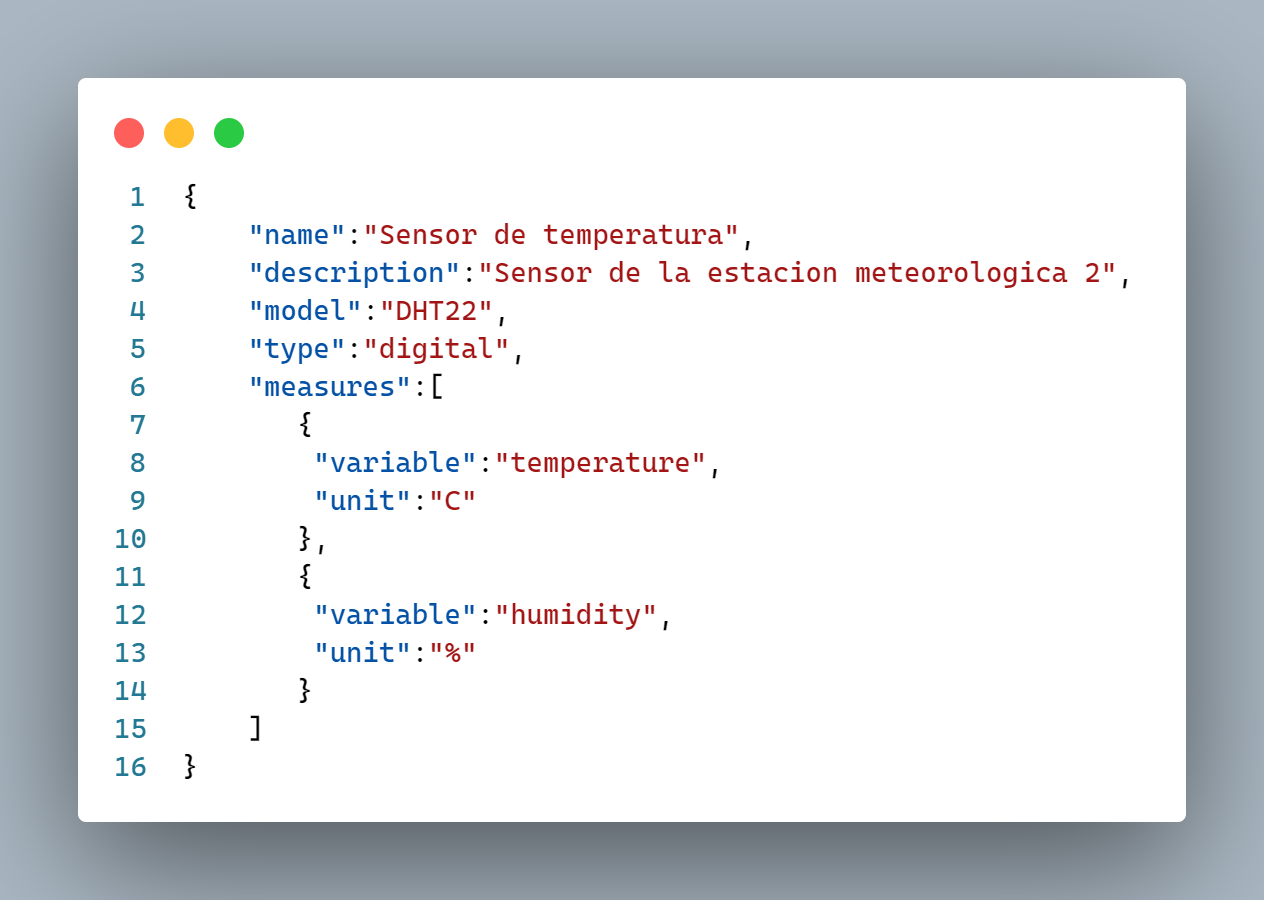 1 {
2     "name":"Sensor de temperatura",
3     "description":"Sensor de la estacion meteorologica 2",
4     "model":"DHT22",
5     "type":"digital",
6     "measures":[
7        {
8         "variable":"temperature",
9         "unit":"C"
10        },
11        {
12         "variable":"humidity",
13         "unit":"%"
14        }
15     ]
16 }